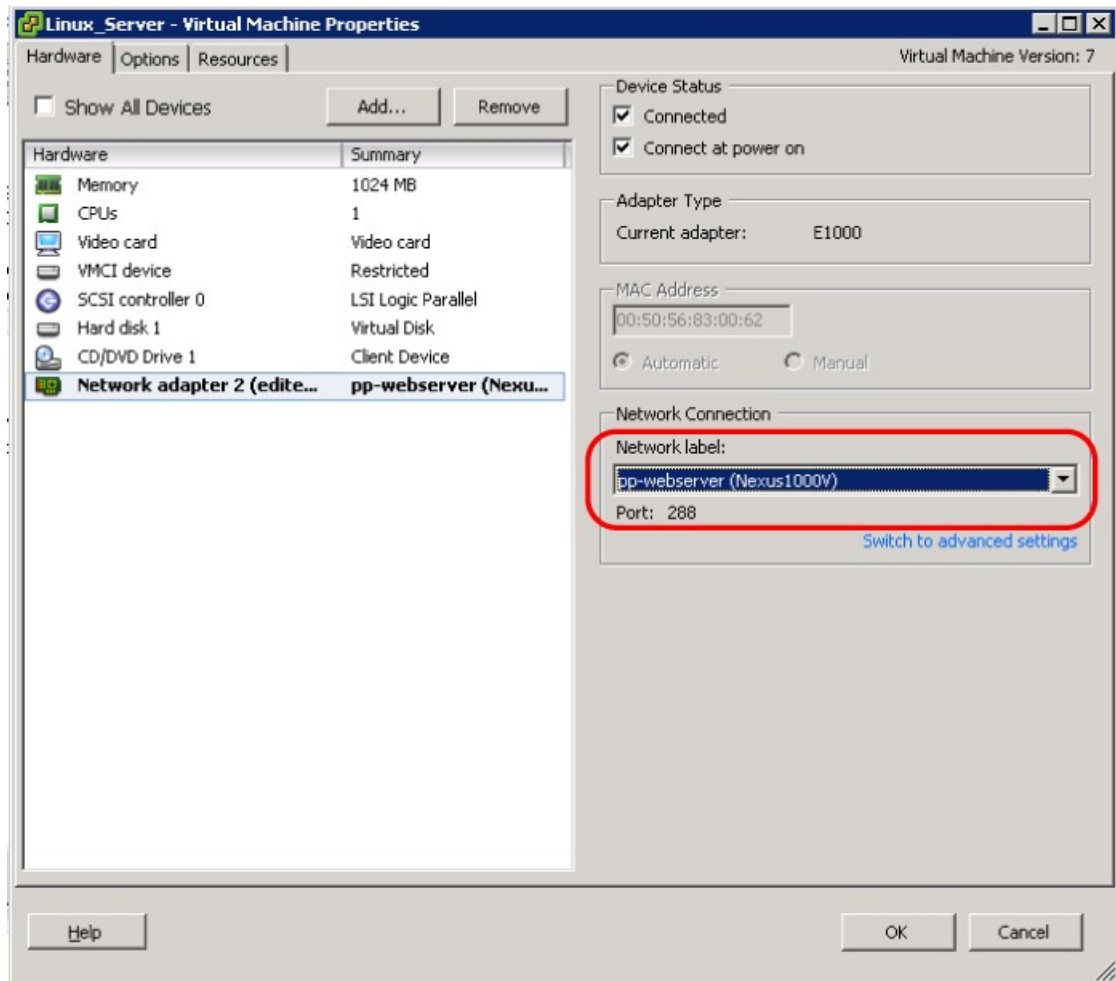 Linux_Server - Virtual Machine Properties
Hardware Options Resources Virtual Machine Version: 7
Show All Devices Add... Remove
Hardware Summary
Memory 1024 MB
CPUs 1
Video card Video card
VMCI device Restricted
SCSI controller 0 LSI Logic Parallel
Hard disk 1 Virtual Disk
CD/DVD Drive 1 Client Device
Network adapter 2 (edite... pp-webserver (Nexu...
Device Status
Connected
Connect at power on
Adapter Type
Current adapter: E1000
MAC Address
00:50:56:83:00:62
Automatic Manual
Network Connection
Network label:
pp-webserver (Nexus1000V)
Port: 288
Switch to advanced settings
Help OK Cancel